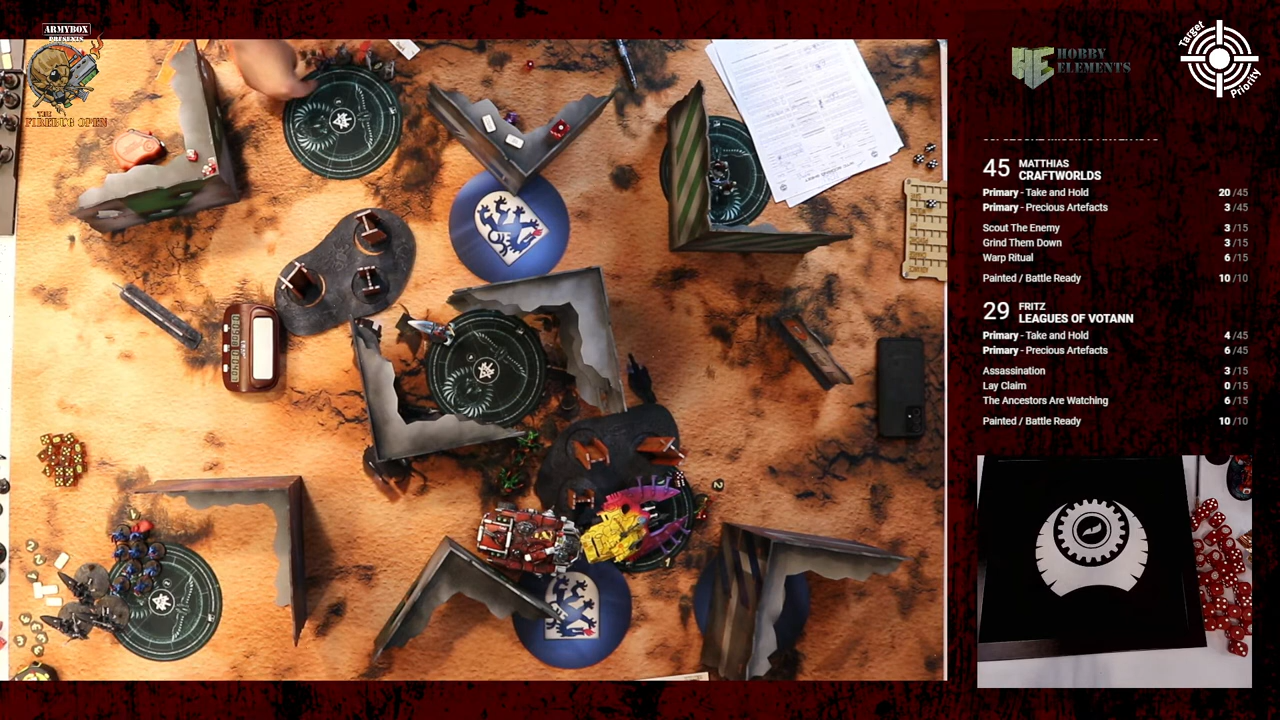 ARMYBOX
PRESENTS
THE
FIREBUG OPEN
HOBBY
ELEMENTS
Target
Priority
45 MATTHIAS
CRAFTWORLDS
Primary - Take and Hold 20 /45
Primary - Precious Artefacts 3 /45
Scout The Enemy 3 /15
Grind Them Down 3 /15
Warp Ritual 6 /15
Painted / Battle Ready 10 /10
29 FRITZ
LEAGUES OF VOTANN
Primary - Take and Hold 4 /45
Primary - Precious Artefacts 6 /45
Assassination 3 /15
Lay Claim 0 /15
The Ancestors Are Watching 6 /15
Painted / Battle Ready 10 /10